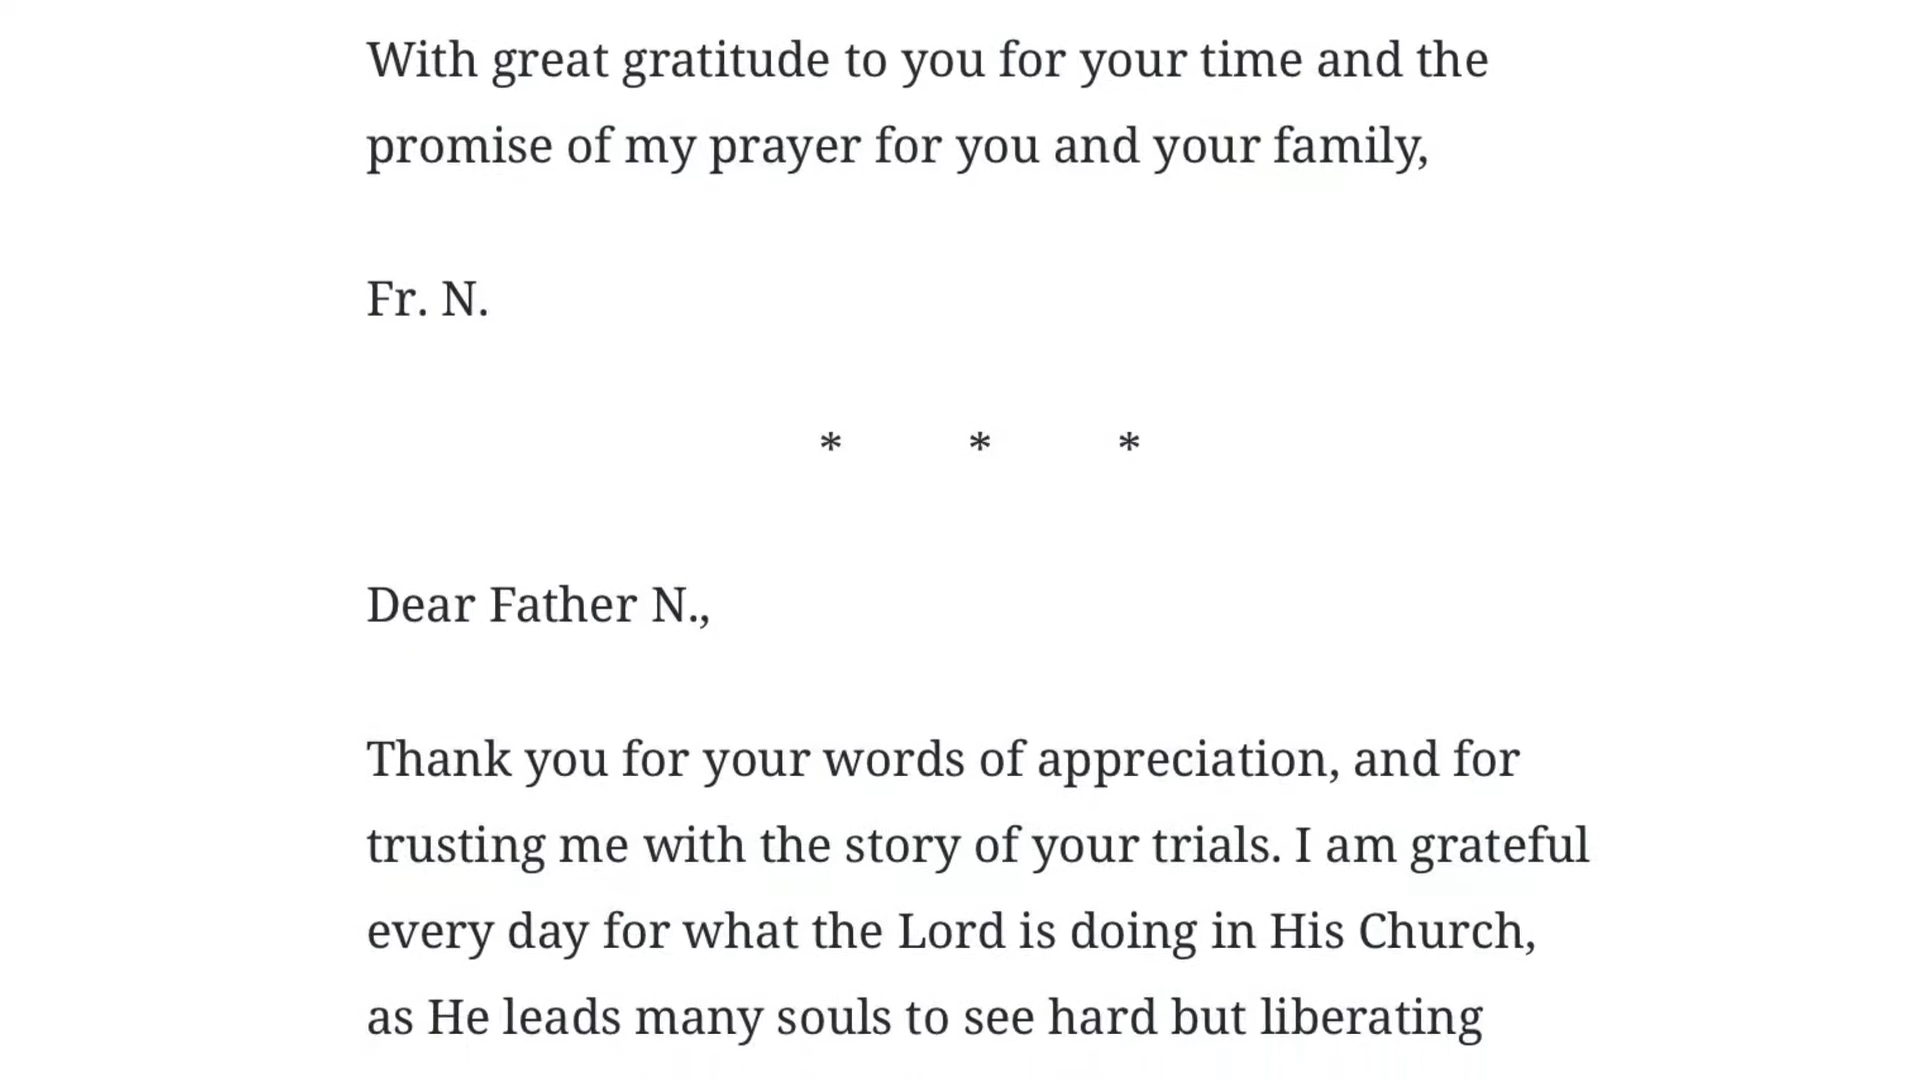 With great gratitude to you for your time and the
promise of my prayer for you and your family,
Fr. N.
* * *
Dear Father N.,
Thank you for your words of appreciation, and for
trusting me with the story of your trials. I am grateful
every day for what the Lord is doing in His Church,
as He leads many souls to see hard but liberating